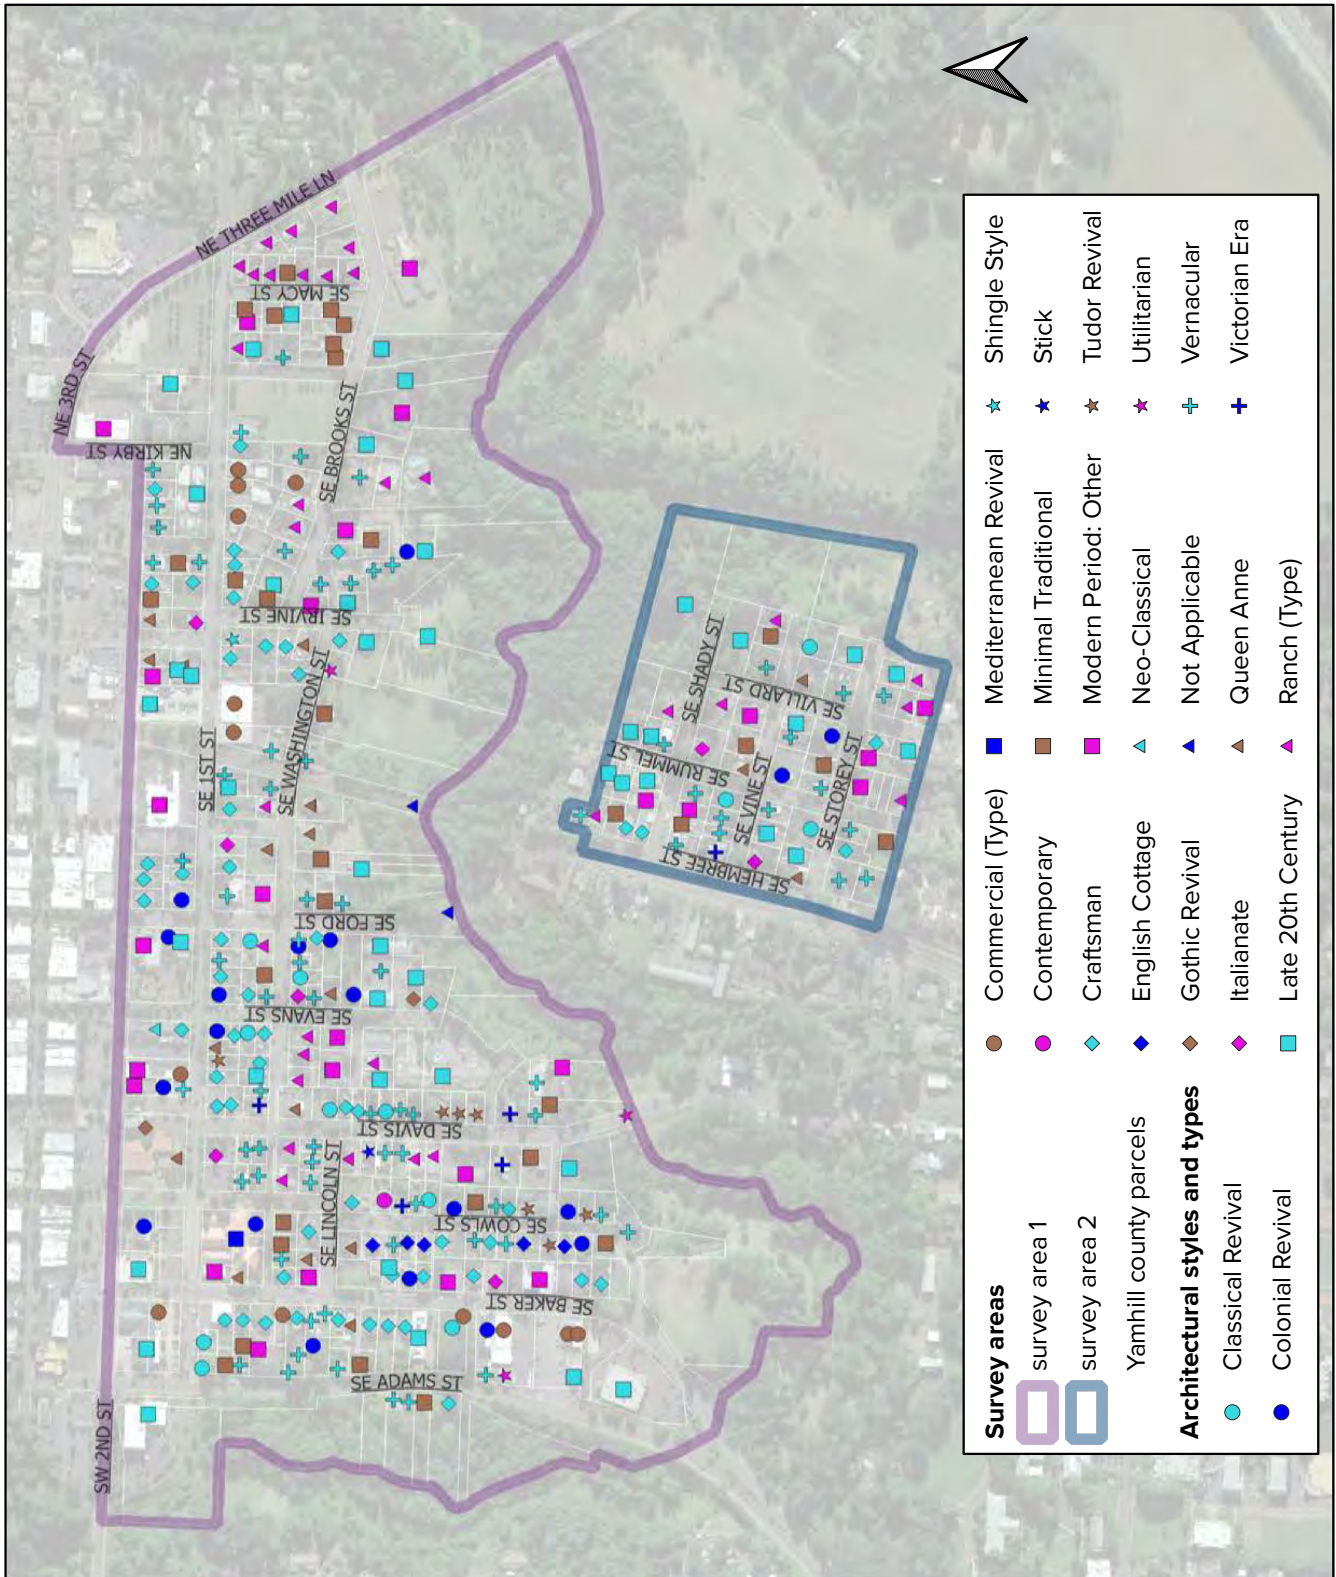 SW 2ND ST
NE 3RD ST
NE KIRBY ST
NE THREE MILE LN
SE MACY ST
SE BROOKS ST
SE IRVINE ST
SE 1ST ST
SE WASHINGTON ST
SE FORD ST
SE EVANS ST
SE DAVIS ST
SE LINCOLN ST
SE COWLS ST
SE BAKER ST
SE ADAMS ST
SE SHADY ST
SE VILLARD ST
SE RUMMEL ST
SE VINE ST
SE STOREY ST
SE HEMBREE ST
Survey areas
survey area 1
survey area 2
Yamhill county parcels
Architectural styles and types
Classical Revival
Colonial Revival
Commercial (Type)
Contemporary
Craftsman
English Cottage
Gothic Revival
Italianate
Late 20th Century
Mediterranean Revival
Minimal Traditional
Modern Period: Other
Neo-Classical
Not Applicable
Queen Anne
Ranch (Type)
Shingle Style
Stick
Tudor Revival
Utilitarian
Vernacular
Victorian Era